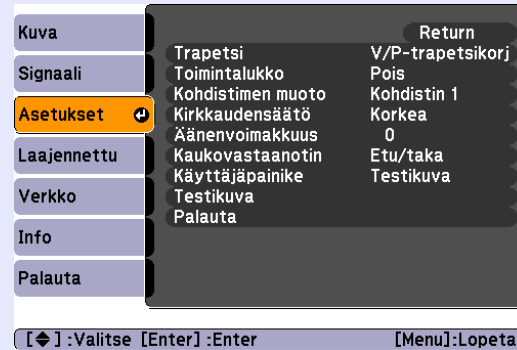 Kuva
Signaali
Asetukset
Laajennettu
Verkko
Info
Palauta
Return
Trapetsi V/P-trapetsikorj
Toimintalukko Pois
Kohdistimen muoto Kohdistin 1
Kirkkaudensäätö Korkea
Äänenvoimakkuus 0
Kaukovastaanotin Etu/taka
Käyttäjäpainike Testikuva
Testikuva
Palauta
[◆] :Valitse [Enter] :Enter [Menu]:Lopeta